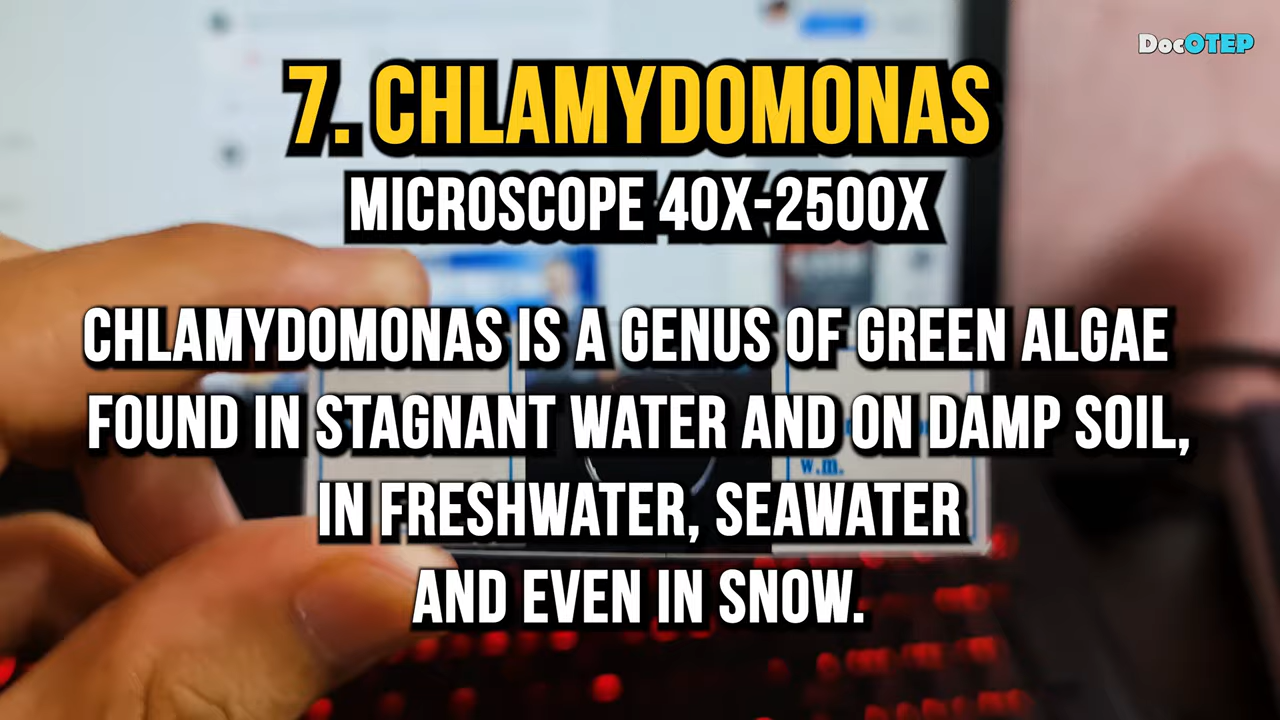 DocOTEP
7. CHLAMYDOMONAS
MICROSCOPE 40X-2500X
CHLAMYDOMONAS IS A GENUS OF GREEN ALGAE
FOUND IN STAGNANT WATER AND ON DAMP SOIL,
w.m.
IN FRESHWATER, SEAWATER
AND EVEN IN SNOW.